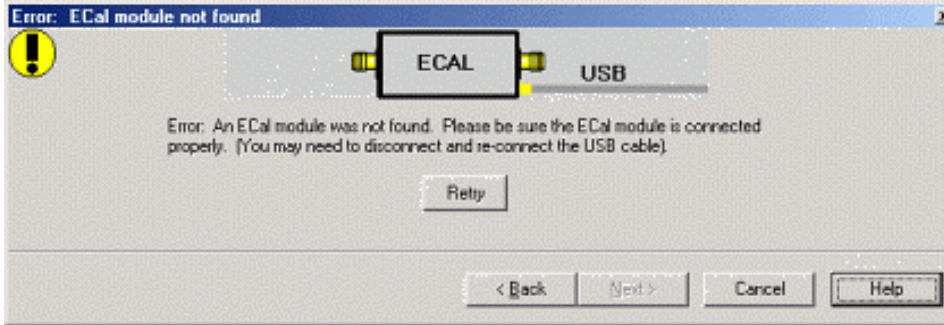 Error: ECal module not found
ECAL
USB
Error: An ECal module was not found. Please be sure the ECal module is connected
properly. (You may need to disconnect and re-connect the USB cable).
Retry
< Back
Next >
Cancel
Help